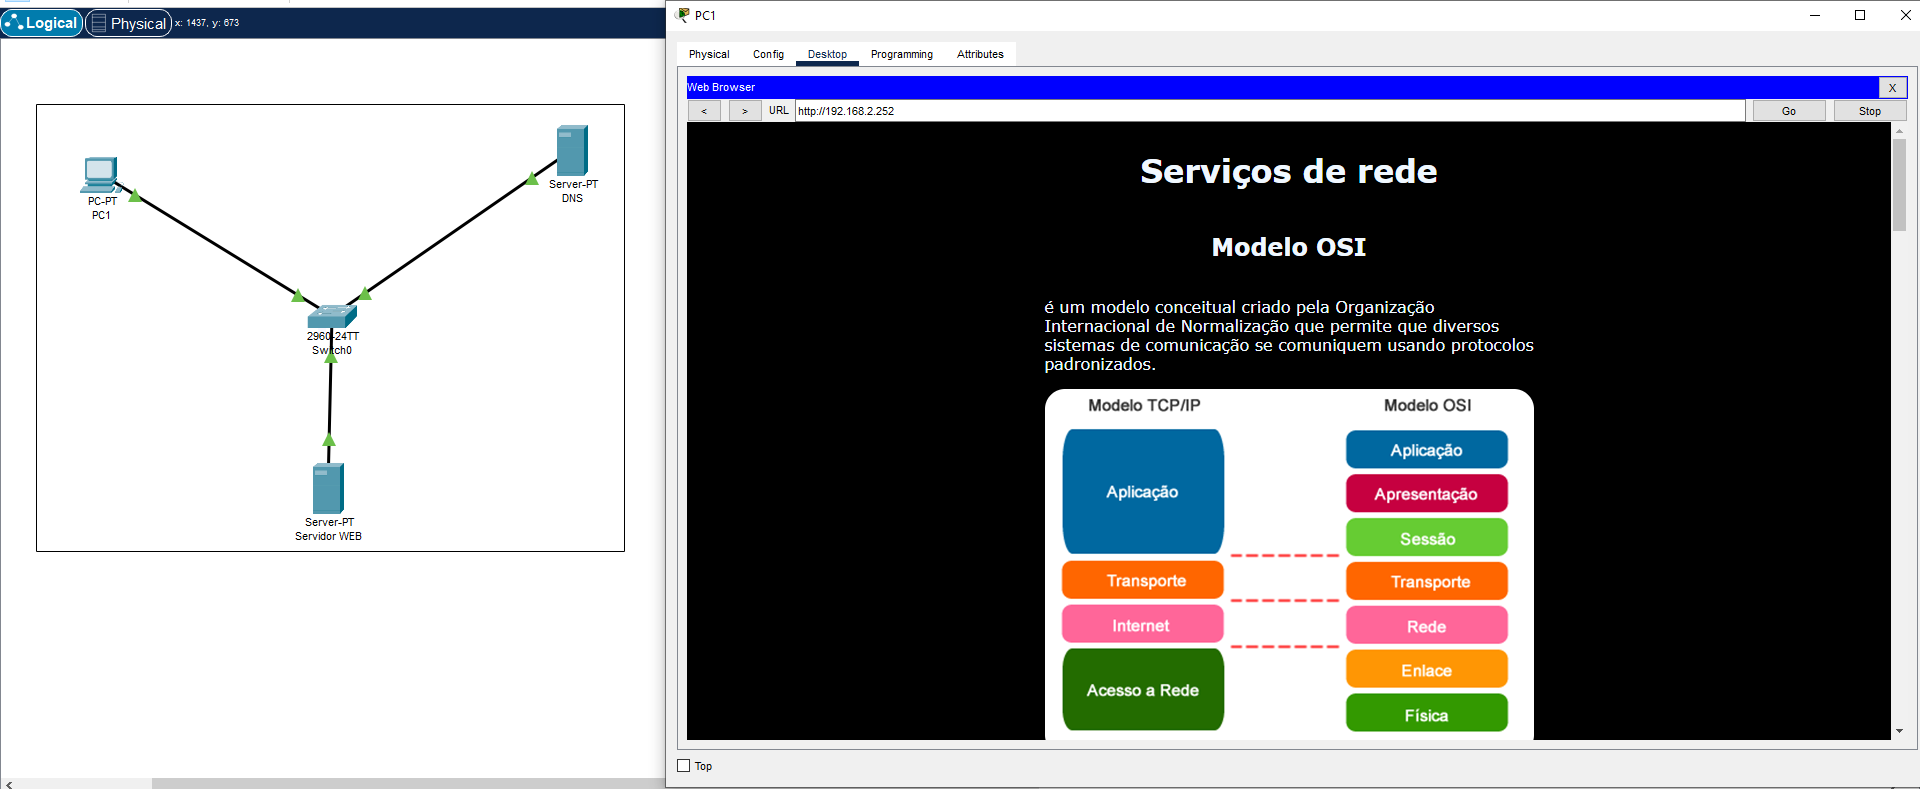 Logical
Physical
x: 1437, y: 673
PC-PT
PC1
Server-PT
DNS
2960-24TT
Switch0
Server-PT
Servidor WEB
PC1
Physical
Config
Desktop
Programming
Attributes
Web Browser
X
<
>
URL
http://192.168.2.252
Go
Stop
Serviços de rede
Modelo OSI
é um modelo conceitual criado pela Organização
Internacional de Normalização que permite que diversos
sistemas de comunicação se comuniquem usando protocolos
padronizados.
Modelo TCP/IP
Modelo OSI
Aplicação
Transporte
Internet
Acesso a Rede
Aplicação
Apresentação
Sessão
Transporte
Rede
Enlace
Física
Top